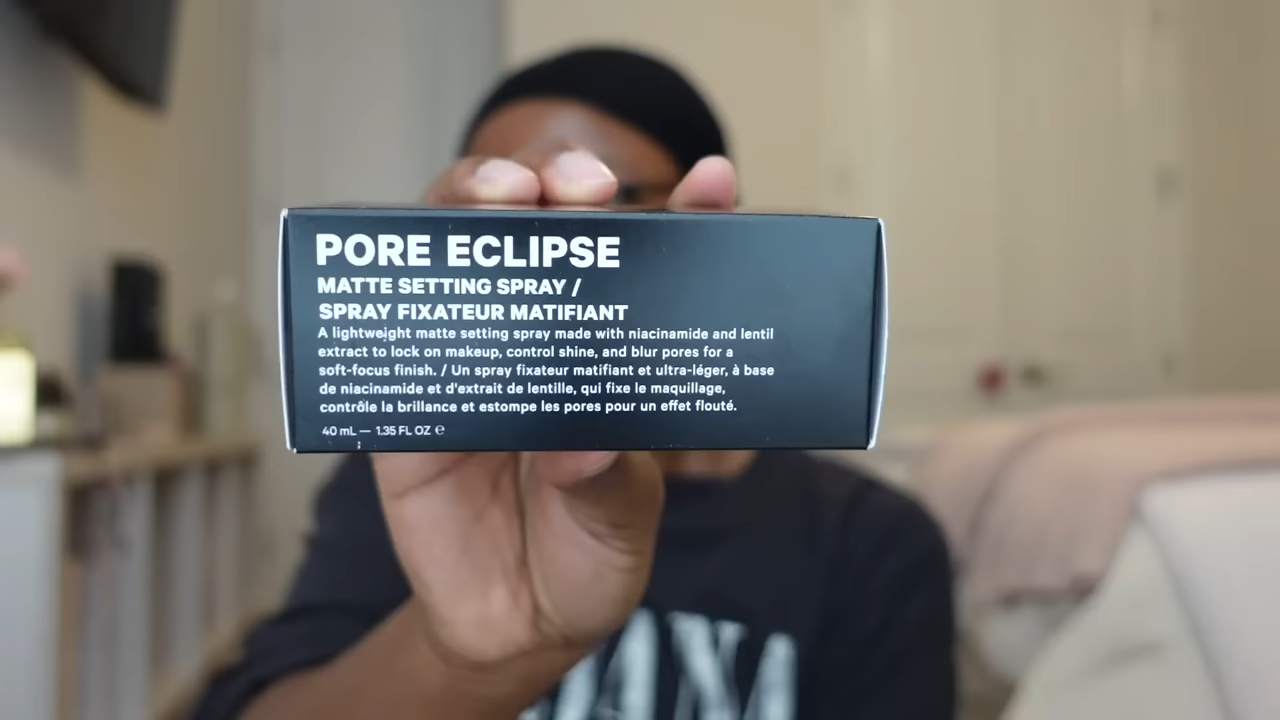 PORE ECLIPSE
MATTE SETTING SPRAY /
SPRAY FIXATEUR MATIFIANT
A lightweight matte setting spray made with niacinamide and lentil
extract to lock on makeup, control shine, and blur pores for a
soft-focus finish. / Un spray fixateur matifiant et ultra-léger, à base
de niacinamide et d'extrait de lentille, qui fixe le maquillage,
contrôle la brillance et estompe les pores pour un effet flouté.
40 mL — 1.35 FL OZ ℮